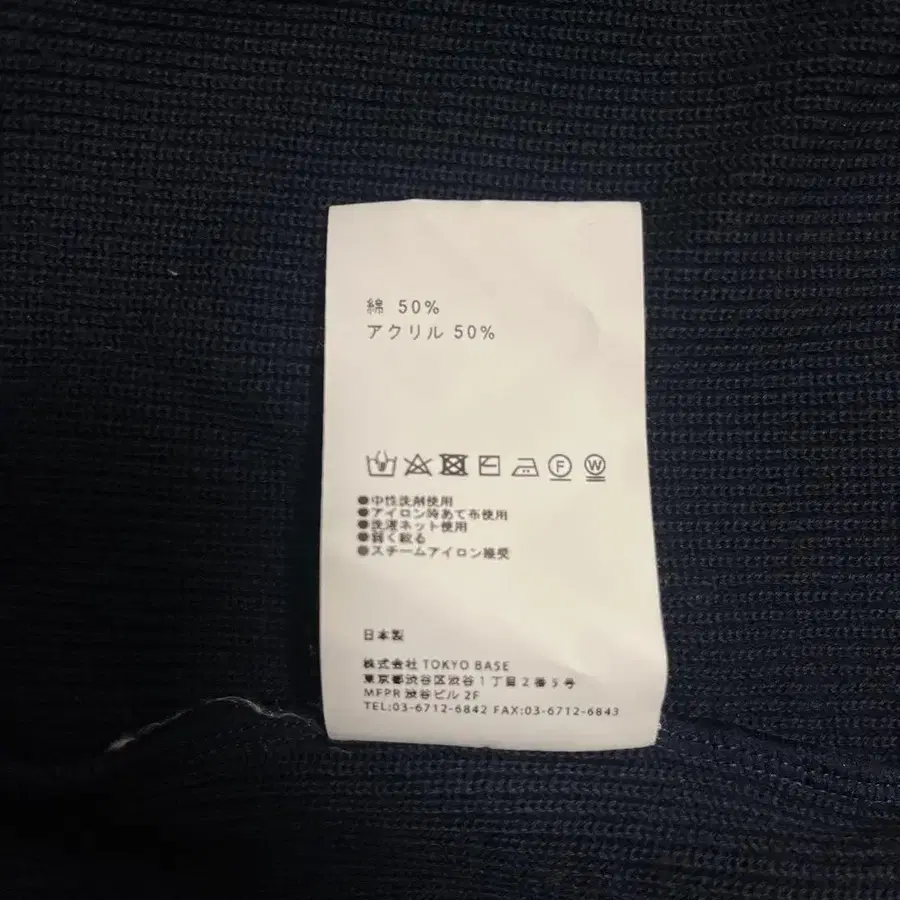 綿 50%
アクリル 50%
F W
●中性洗剤使用
●アイロン時あて布使用
●洗濯ネット使用
●弱く絞る
●スチームアイロン接受
日本製
株式会社 TOKYO BASE
東京都渋谷区渋谷1丁目2番5号
MFPR 渋谷ビル 2F
TEL:03-6712-6842 FAX:03-6712-6843